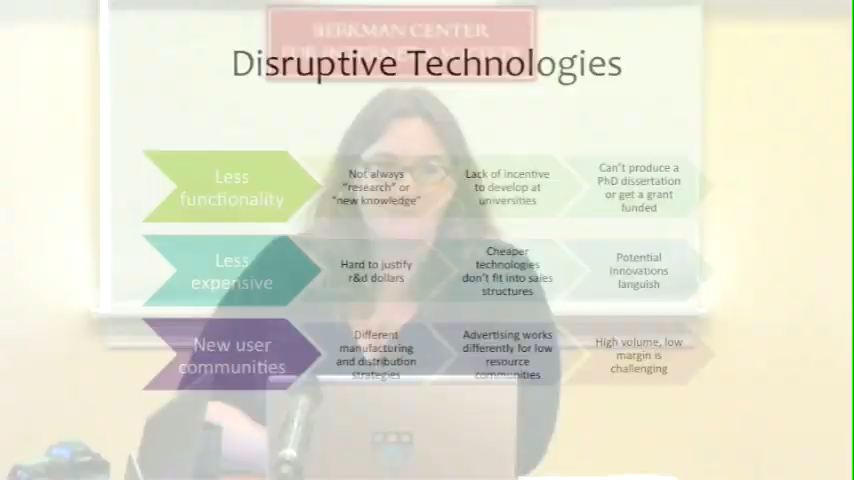 BERKMAN CENTER
Disruptive Technologies
Less
functionality
Not always
"research" or
"new knowledge"
Lack of incentive
to develop at
universities
Can't produce a
PhD dissertation
or get a grant
funded
Less
expensive
Hard to justify
r&d dollars
Cheaper
technologies
don't fit into sales
structures
Potential
innovations
languish
New user
communities
Different
manufacturing
and distribution
strategies
Advertising works
differently for low
resource
communities
High volume, low
margin is
challenging